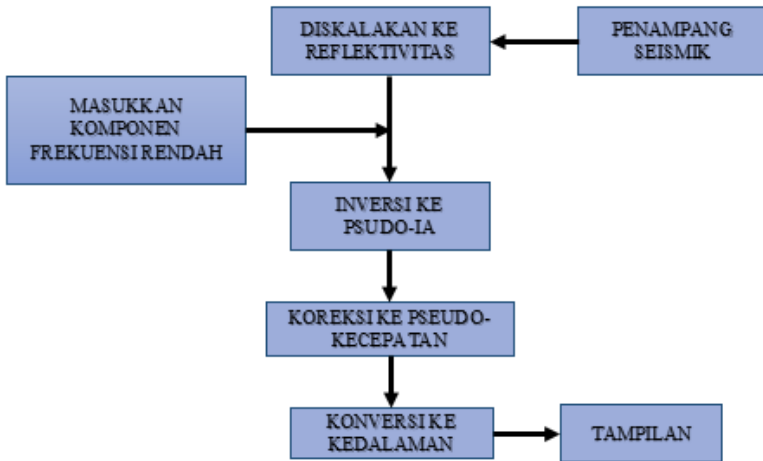 DISKALAKAN KE
REFLEKTIVITAS
PENAMPANG
SEISMIK
MASUKKAN
KOMPONEN
FREKUENSI RENDAH
INVERSI KE
PSUDO-IA
KOREKSI KE PSEUDO-
KECEPATAN
KONVERSI KE
KEDALAMAN
TAMPILAN